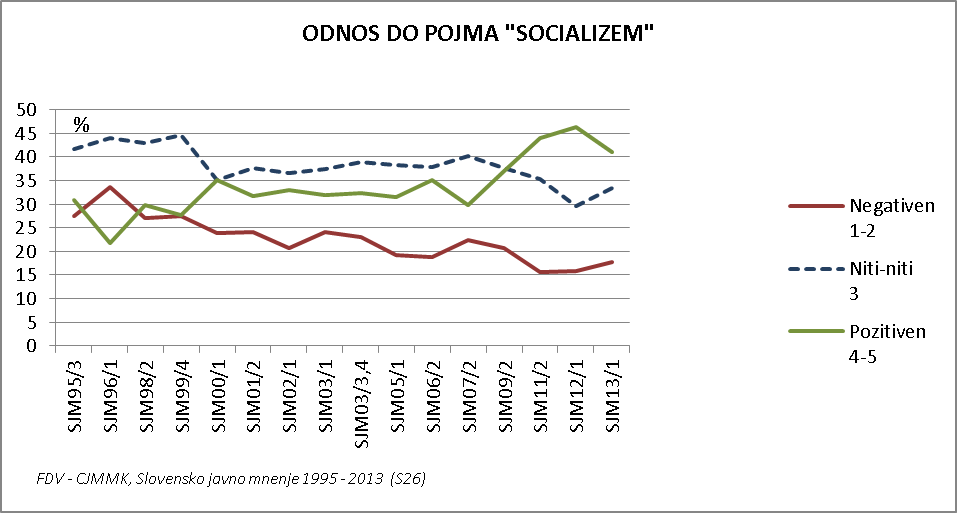 ODNOS DO POJMA "SOCIALIZEM"
%
50
45
40
35
30
25
20
15
10
5
0
SJM95/3
SJM96/1
SJM98/2
SJM99/4
SJM00/1
SJM01/2
SJM02/1
SJM03/1
SJM03/3,4
SJM05/1
SJM06/2
SJM07/2
SJM09/2
SJM11/2
SJM12/1
SJM13/1
Negativen
1-2
Niti-niti
3
Pozitiven
4-5
FDV - CJMMK, Slovensko javno mnenje 1995 - 2013 (S26)